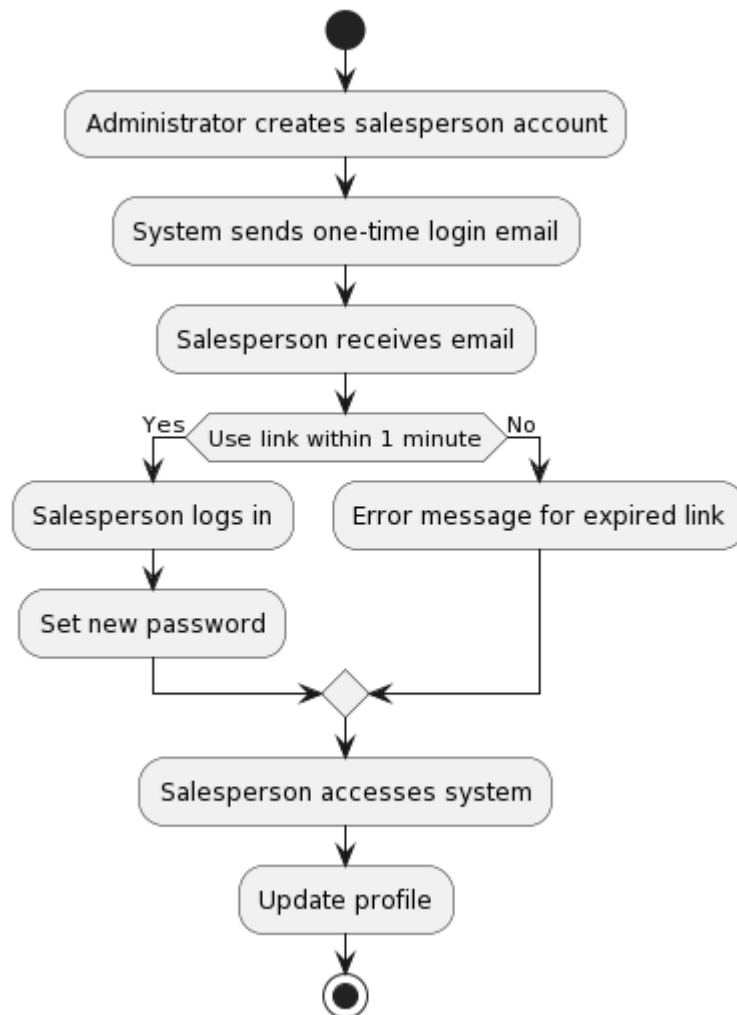 Administrator creates salesperson account
System sends one-time login email
Salesperson receives email
Yes
Use link within 1 minute
No
Salesperson logs in
Error message for expired link
Set new password
Salesperson accesses system
Update profile